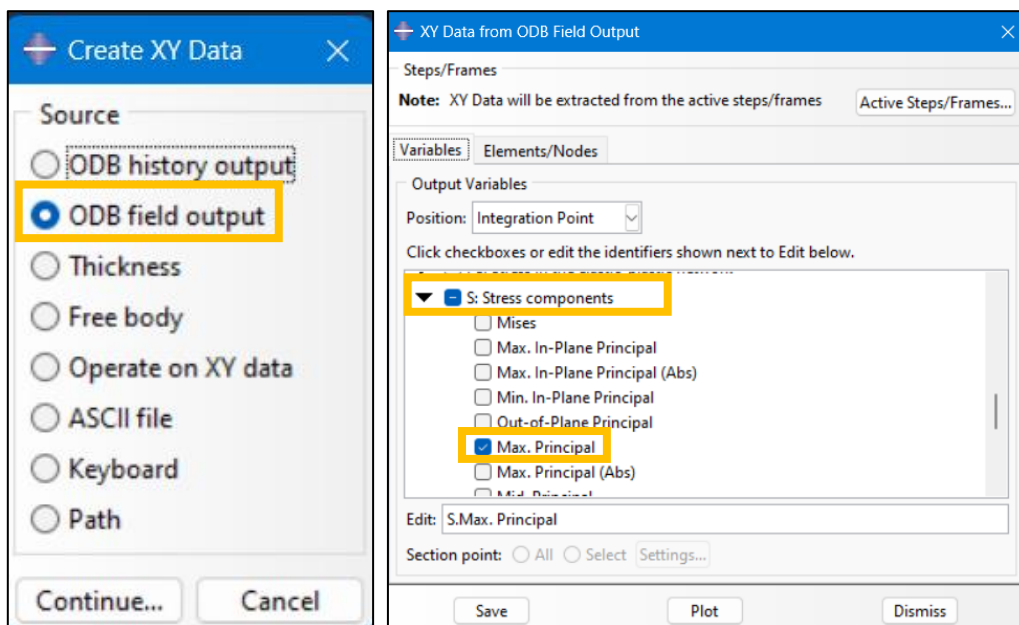 Create XY Data
Source
ODB history output
ODB field output
Thickness
Free body
Operate on XY data
ASCII file
Keyboard
Path
Continue...
Cancel
XY Data from ODB Field Output
Steps/Frames
Note: XY Data will be extracted from the active steps/frames
Active Steps/Frames...
Variables
Elements/Nodes
Output Variables
Position: Integration Point
Click checkboxes or edit the identifiers shown next to Edit below.
S: Stress components
Mises
Max. In-Plane Principal
Max. In-Plane Principal (Abs)
Min. In-Plane Principal
Out-of-Plane Principal
Max. Principal
Max. Principal (Abs)
Mid. Principal
Edit: S.Max. Principal
Section point: All Select Settings...
Save
Plot
Dismiss